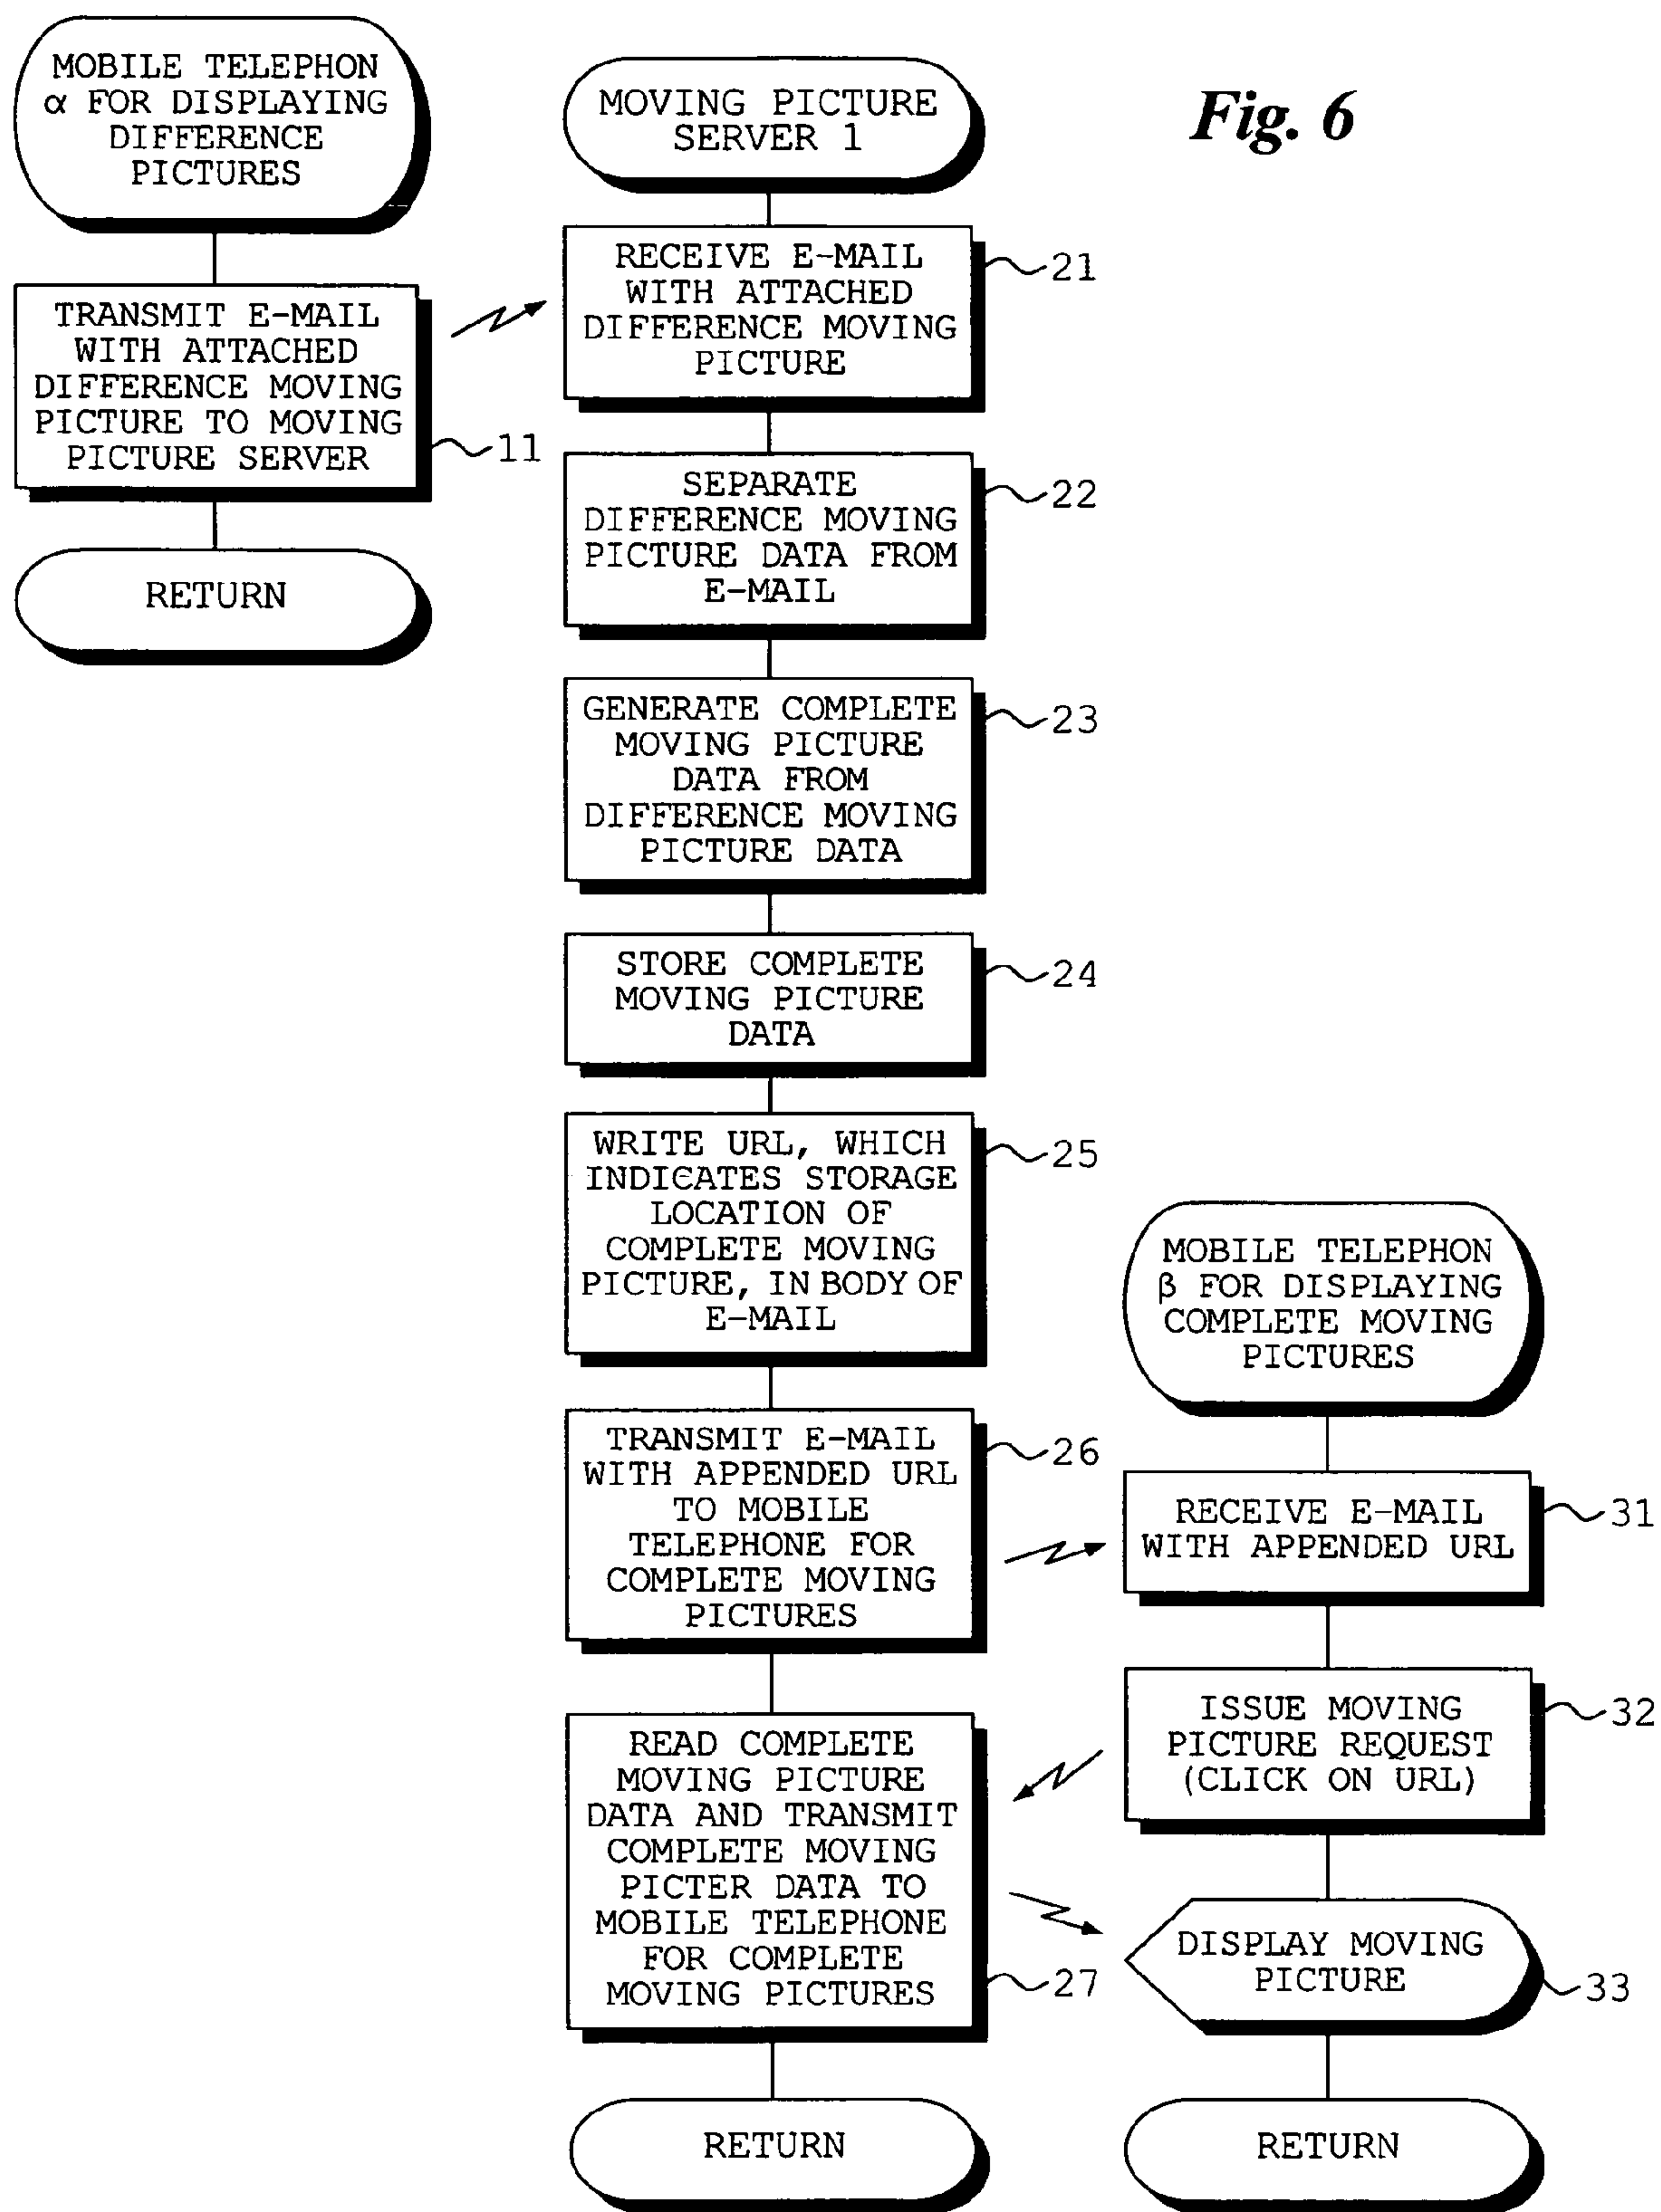 Fig. 6
MOBILE TELEPHON
α FOR DISPLAYING
DIFFERENCE
PICTURES
TRANSMIT E-MAIL
WITH ATTACHED
DIFFERENCE MOVING
PICTURE TO MOVING
PICTURE SERVER
11
RETURN
MOVING PICTURE
SERVER 1
RECEIVE E-MAIL
WITH ATTACHED
DIFFERENCE MOVING
PICTURE
21
SEPARATE
DIFFERENCE MOVING
PICTURE DATA FROM
E-MAIL
22
GENERATE COMPLETE
MOVING PICTURE
DATA FROM
DIFFERENCE MOVING
PICTURE DATA
23
STORE COMPLETE
MOVING PICTURE
DATA
24
WRITE URL, WHICH
INDICATES STORAGE
LOCATION OF
COMPLETE MOVING
PICTURE, IN BODY OF
E-MAIL
25
TRANSMIT E-MAIL
WITH APPENDED URL
TO MOBILE
TELEPHONE FOR
COMPLETE MOVING
PICTURES
26
READ COMPLETE
MOVING PICTURE
DATA AND TRANSMIT
COMPLETE MOVING
PICTER DATA TO
MOBILE TELEPHONE
FOR COMPLETE
MOVING PICTURES
27
RETURN
MOBILE TELEPHON
β FOR DISPLAYING
COMPLETE MOVING
PICTURES
RECEIVE E-MAIL
WITH APPENDED URL
31
ISSUE MOVING
PICTURE REQUEST
(CLICK ON URL)
32
DISPLAY MOVING
PICTURE
33
RETURN